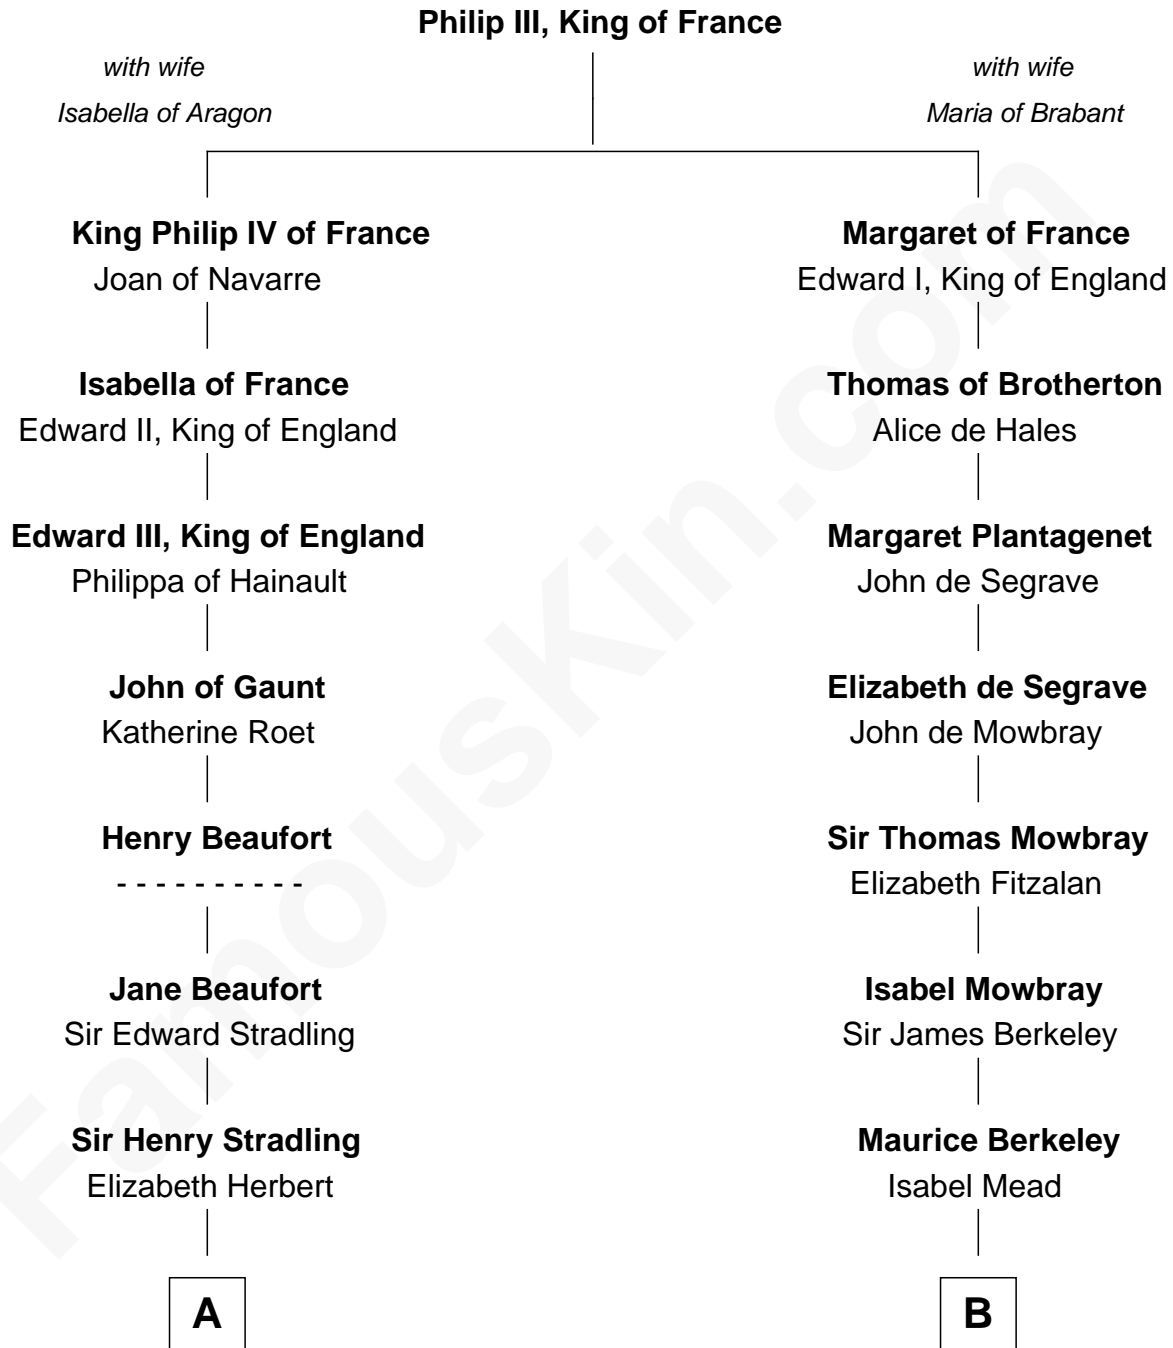 Philip III, King of France
with wife
Isabella of Aragon
with wife
Maria of Brabant
King Philip IV of France
Joan of Navarre
Margaret of France
Edward I, King of England
Isabella of France
Edward II, King of England
Thomas of Brotherton
Alice de Hales
Edward III, King of England
Philippa of Hainault
Margaret Plantagenet
John de Segrave
John of Gaunt
Katherine Roet
Elizabeth de Segrave
John de Mowbray
Henry Beaufort
- - - - - - - - - -
Sir Thomas Mowbray
Elizabeth Fitzalan
Jane Beaufort
Sir Edward Stradling
Isabel Mowbray
Sir James Berkeley
Sir Henry Stradling
Elizabeth Herbert
Maurice Berkeley
Isabel Mead
A
B
FamousKin.com